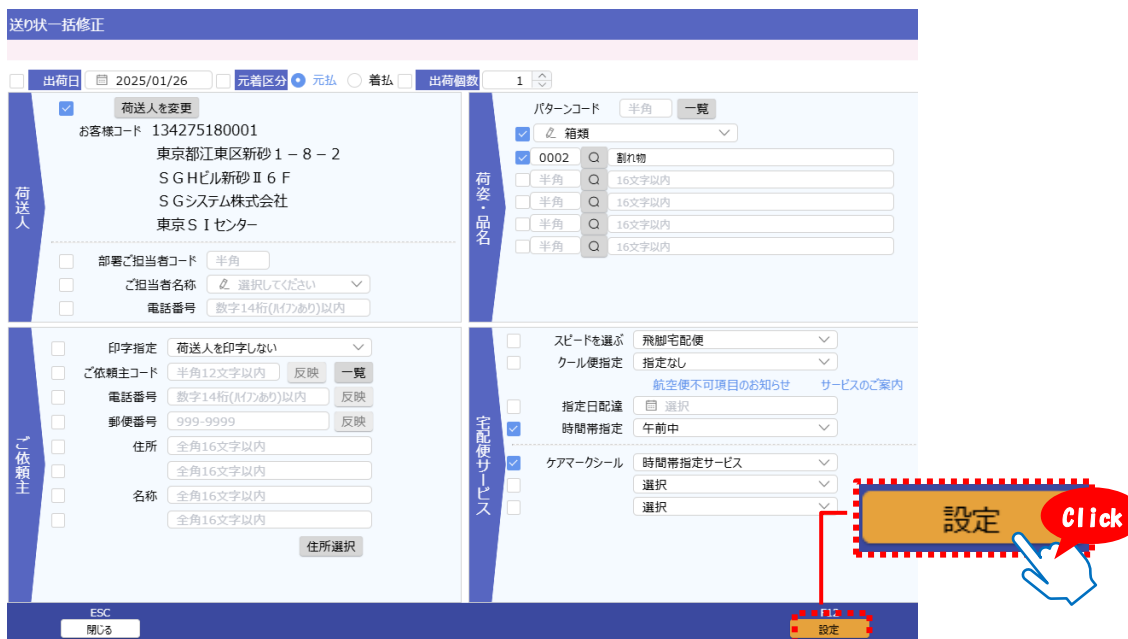 送り状一括修正
出荷日 2025/01/26 元着区分 元払 着払 出荷個数 1
荷送人
荷送人を変更
お客様コード 134275180001
東京都江東区新砂1-8-2
SGHビル新砂Ⅱ6F
SGシステム株式会社
東京SIセンター
部署ご担当者コード 半角
ご担当者名称 選択してください
電話番号 数字14桁(ハイフンあり)以内
荷姿・品名
パターンコード 半角 一覧
箱類
0002 割れ物
半角 16文字以内
半角 16文字以内
半角 16文字以内
半角 16文字以内
ご依頼主
印字指定 荷送人を印字しない
ご依頼主コード 半角12文字以内 反映 一覧
電話番号 数字14桁(ハイフンあり)以内 反映
郵便番号 999-9999 反映
住所 全角16文字以内
全角16文字以内
名称 全角16文字以内
全角16文字以内
住所選択
宅配便サービス
スピードを選ぶ 飛脚宅配便
クール便指定 指定なし
航空便不可項目のお知らせ サービスのご案内
指定日配達 選択
時間帯指定 午前中
ケアマークシール 時間帯指定サービス
選択
選択
設定
Click
ESC
閉じる
F12
設定